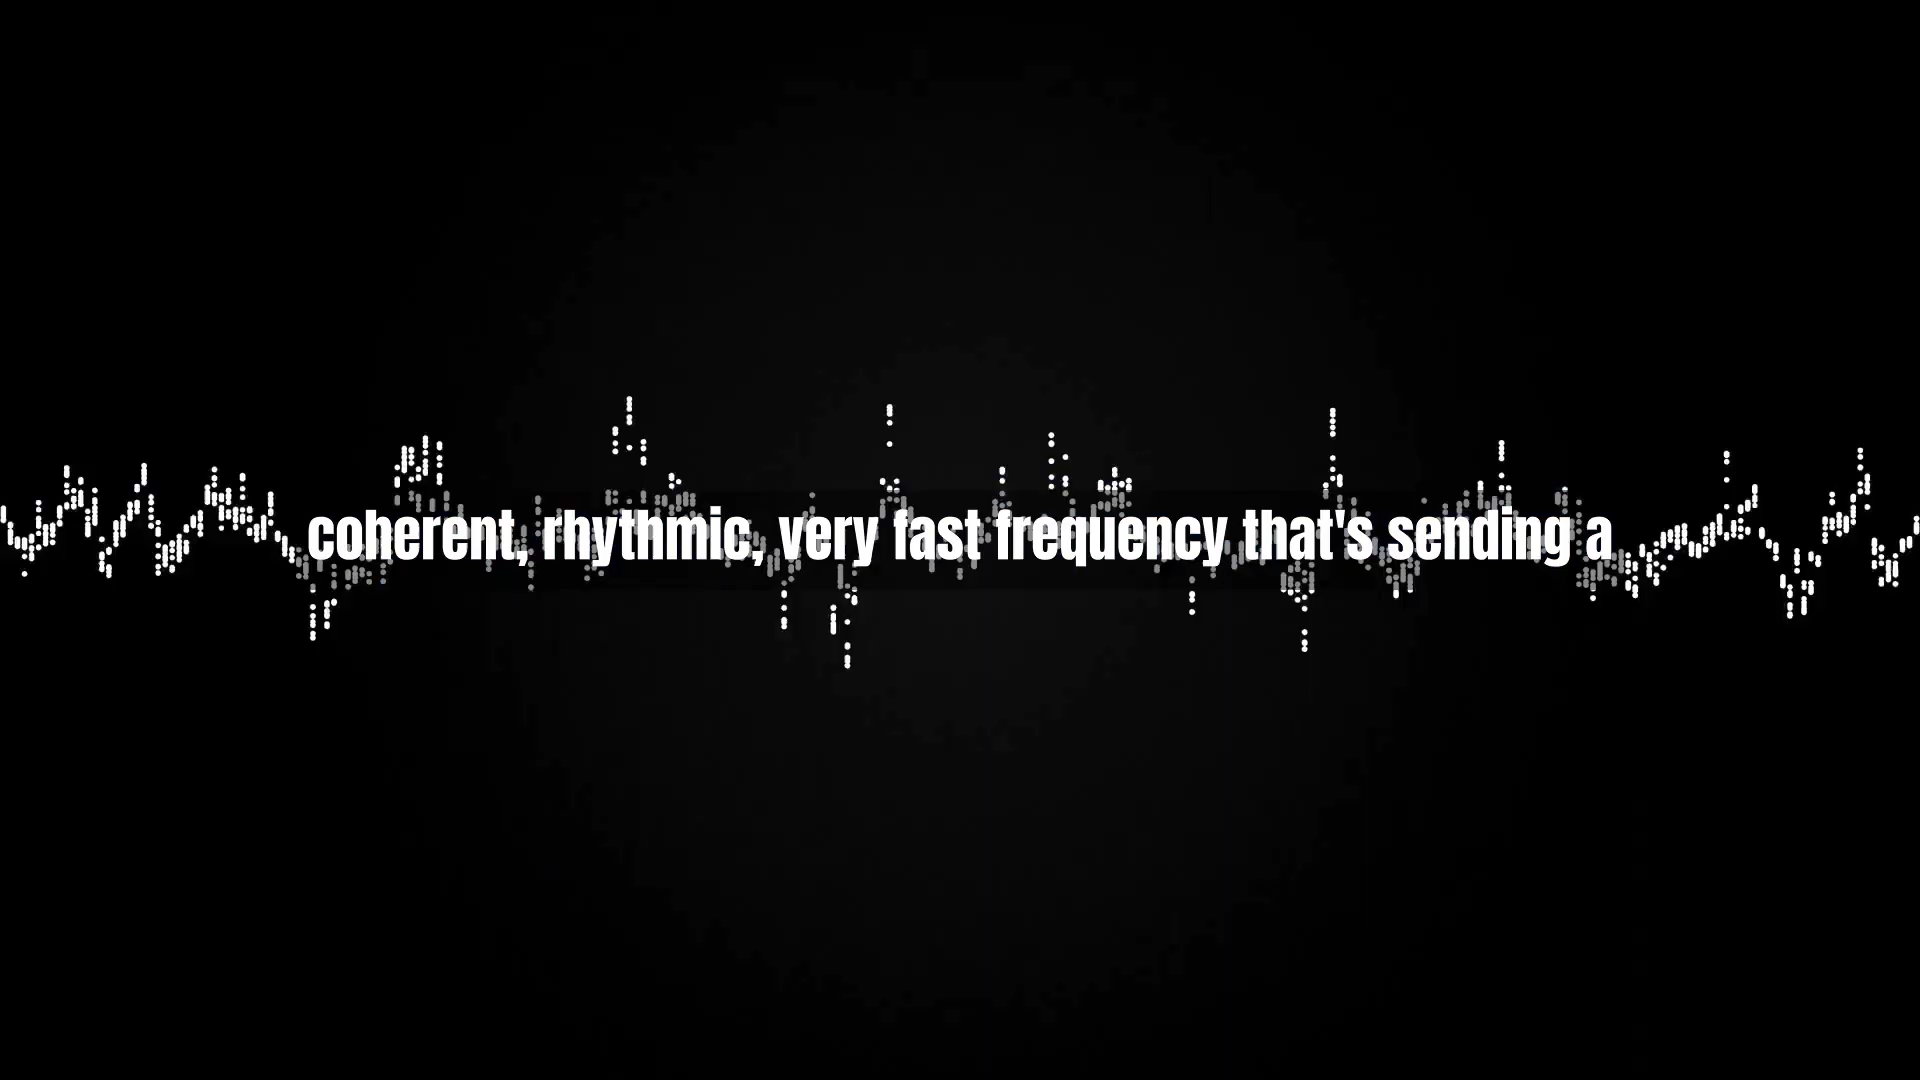 coherent, rhythmic, very fast frequency that's sending a